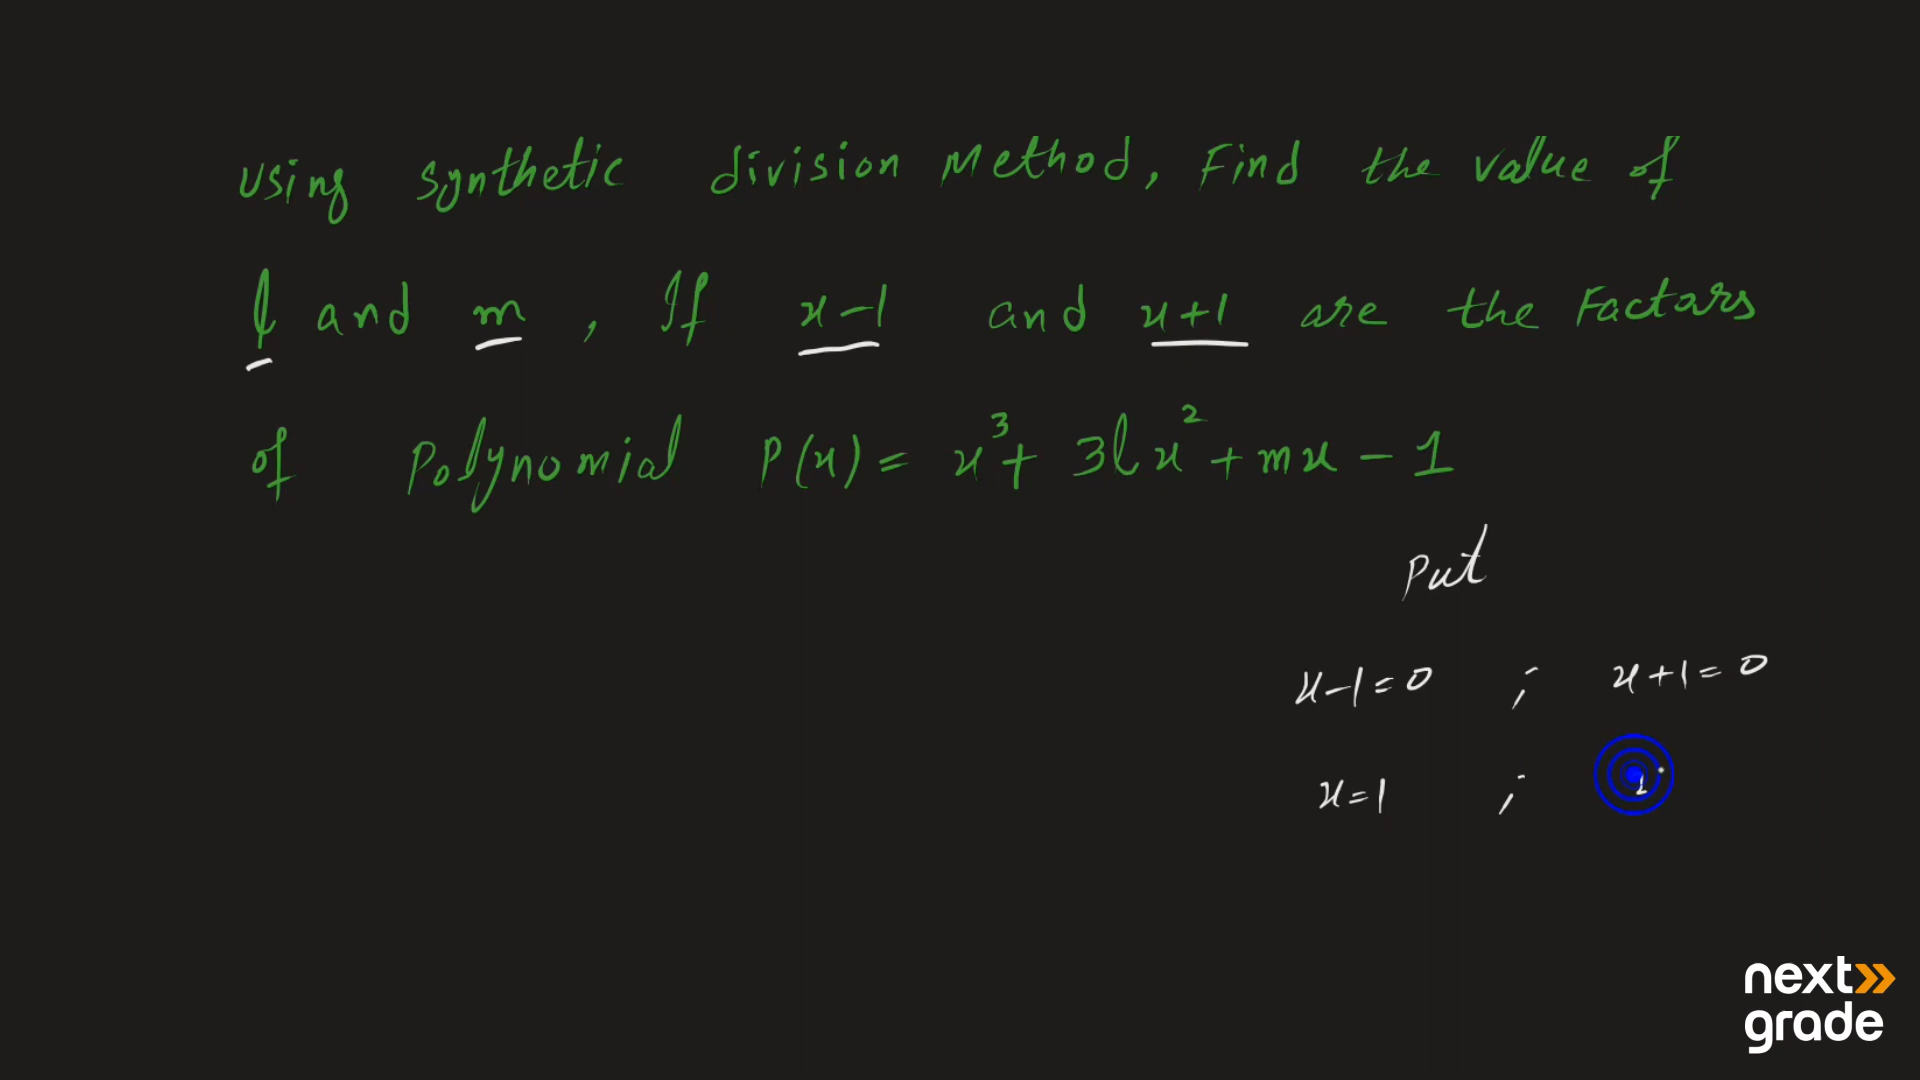 Using synthetic division Method, Find the value of
l and m, If x-1 and x+1 are the Factors
of Polynomial P(x) = x³ + 3lx² + mx - 1
Put
x-1=0 ; x+1=0
x=1 ;
next
grade